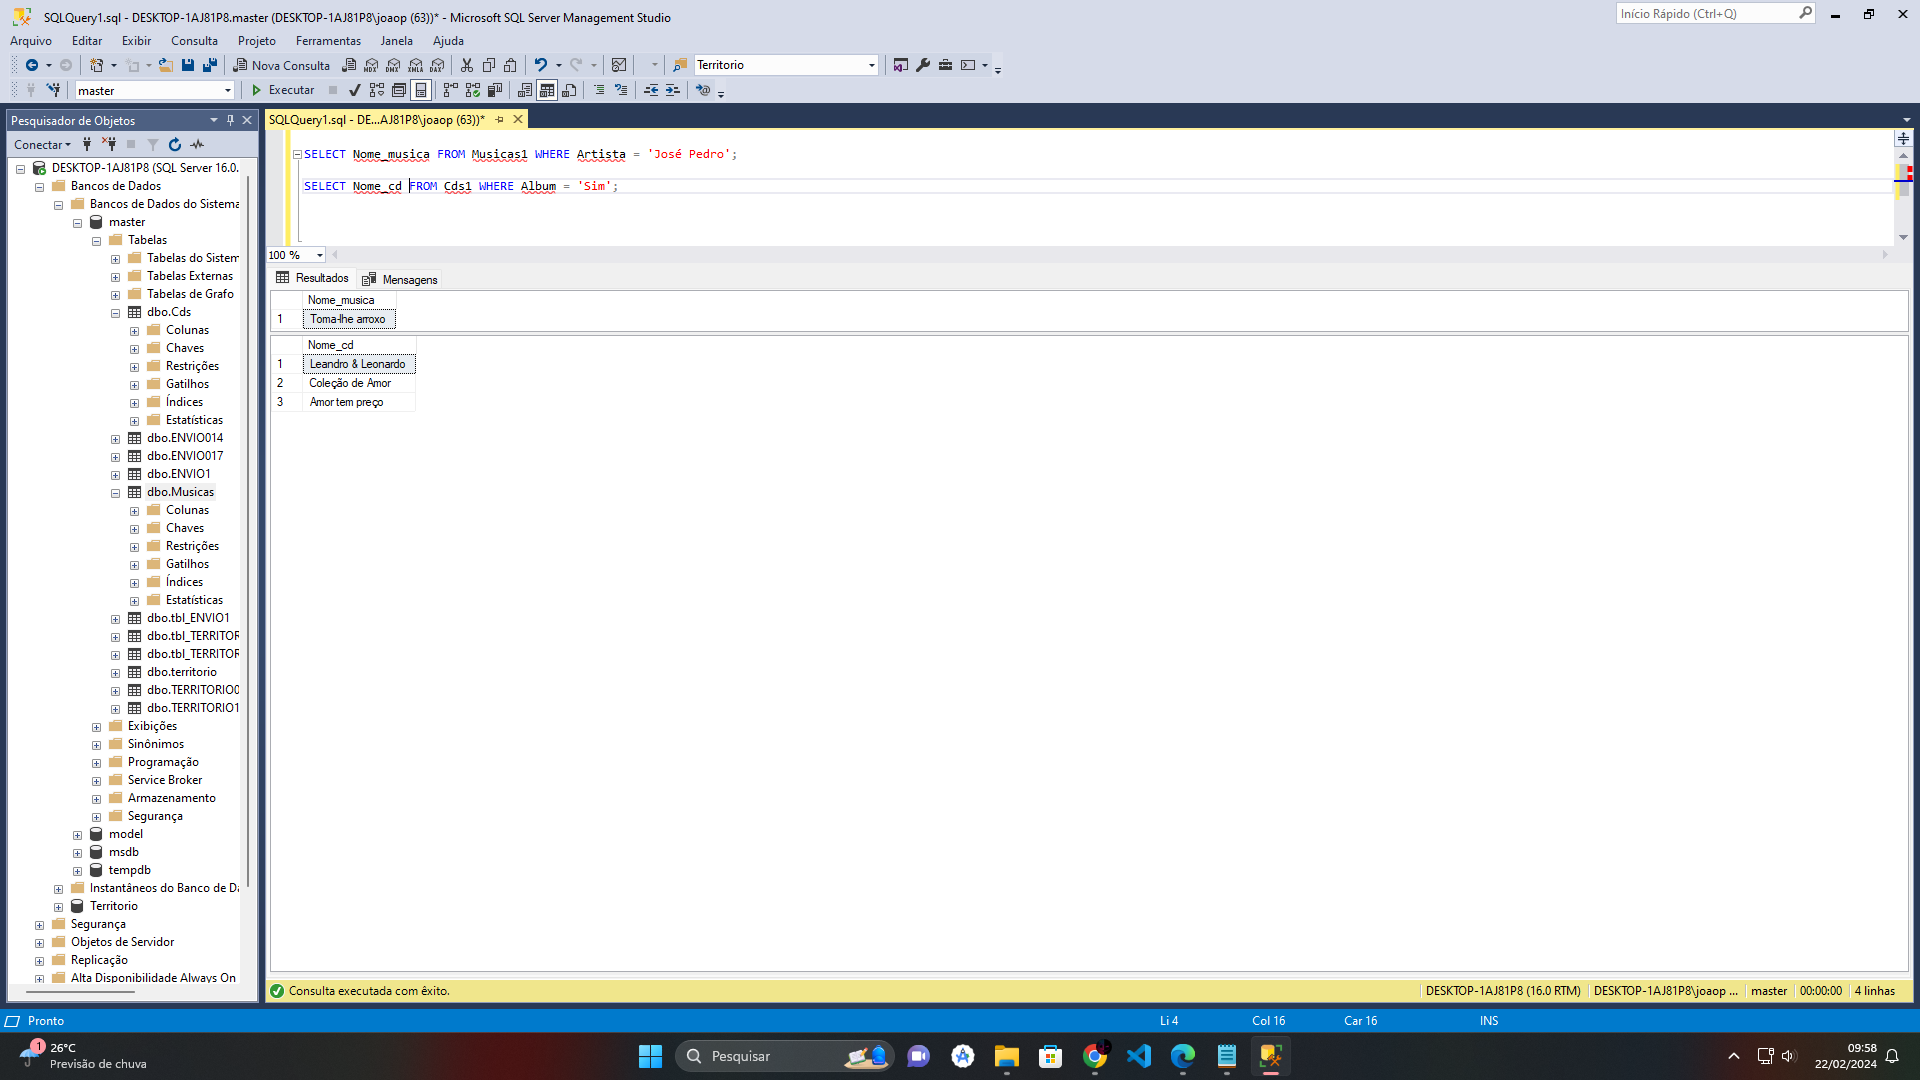 SQLQuery1.sql - DESKTOP-1AJ81P8.master (DESKTOP-1AJ81P8\joaop (63))* - Microsoft SQL Server Management Studio
Início Rápido (Ctrl+Q)
Arquivo Editar Exibir Consulta Projeto Ferramentas Janela Ajuda
Nova Consulta MDX DMX XMLA DAX Territorio
master Executar
Pesquisador de Objetos
Conectar
DESKTOP-1AJ81P8 (SQL Server 16.0.
Bancos de Dados
Bancos de Dados do Sistema
master
Tabelas
Tabelas do Sistem
Tabelas Externas
Tabelas de Grafo
dbo.Cds
Colunas
Chaves
Restrições
Gatilhos
Índices
Estatísticas
dbo.ENVIO014
dbo.ENVIO017
dbo.ENVIO1
dbo.Musicas
Colunas
Chaves
Restrições
Gatilhos
Índices
Estatísticas
dbo.tbl_ENVIO1
dbo.tbl_TERRITOR
dbo.tbl_TERRITOR
dbo.territorio
dbo.TERRITORIO0
dbo.TERRITORIO1
Exibições
Sinônimos
Programação
Service Broker
Armazenamento
Segurança
model
msdb
tempdb
Instantâneos do Banco de Da
Territorio
Segurança
Objetos de Servidor
Replicação
Alta Disponibilidade Always On
SQLQuery1.sql - DE...AJ81P8\joaop (63))*
SELECT Nome_musica FROM Musicas1 WHERE Artista = 'José Pedro';
SELECT Nome_cd FROM Cds1 WHERE Album = 'Sim';
100 %
Resultados Mensagens
Nome_musica
1 Toma-lhe arroxo
Nome_cd
1 Leandro & Leonardo
2 Coleção de Amor
3 Amor tem preço
Consulta executada com êxito. DESKTOP-1AJ81P8 (16.0 RTM) DESKTOP-1AJ81P8\joaop ... master 00:00:00 4 linhas
Pronto Li 4 Col 16 Car 16 INS
1 26°C
Previsão de chuva
Pesquisar
09:58
22/02/2024